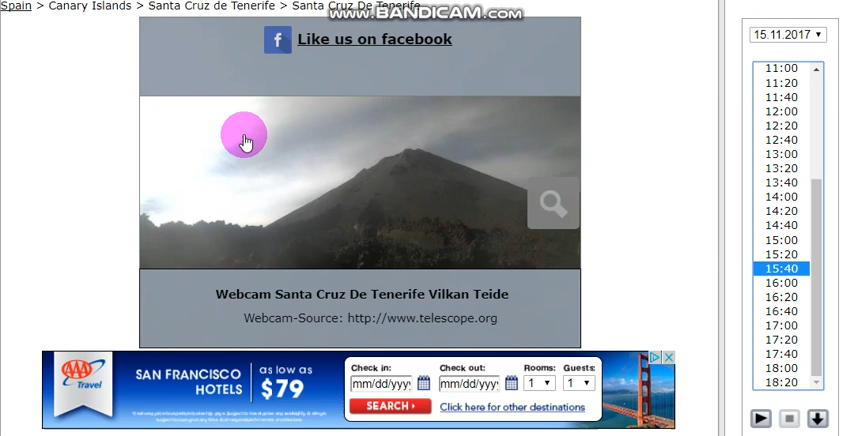 Spain > Canary Islands > Santa Cruz de Tenerife > Santa Cruz De Tenerife
www.BANDICAM.com
Like us on facebook
Webcam Santa Cruz De Tenerife Vilkan Teide
Webcam-Source: http://www.telescope.org
AAA
Travel
SAN FRANCISCO
HOTELS
as low as
$79
Check in:
mm/dd/yyy
Check out:
mm/dd/yyy
Rooms:
1
Guests:
1
SEARCH
Click here for other destinations
15.11.2017
11:00
11:20
11:40
12:00
12:20
12:40
13:00
13:20
13:40
14:00
14:20
14:40
15:00
15:20
15:40
16:00
16:20
16:40
17:00
17:20
17:40
18:00
18:20